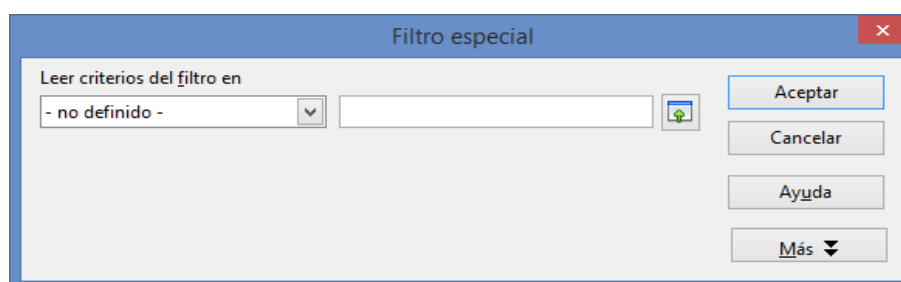 Filtro especial
Leer criterios del filtro en
- no definido -
Aceptar
Cancelar
Ayuda
Más